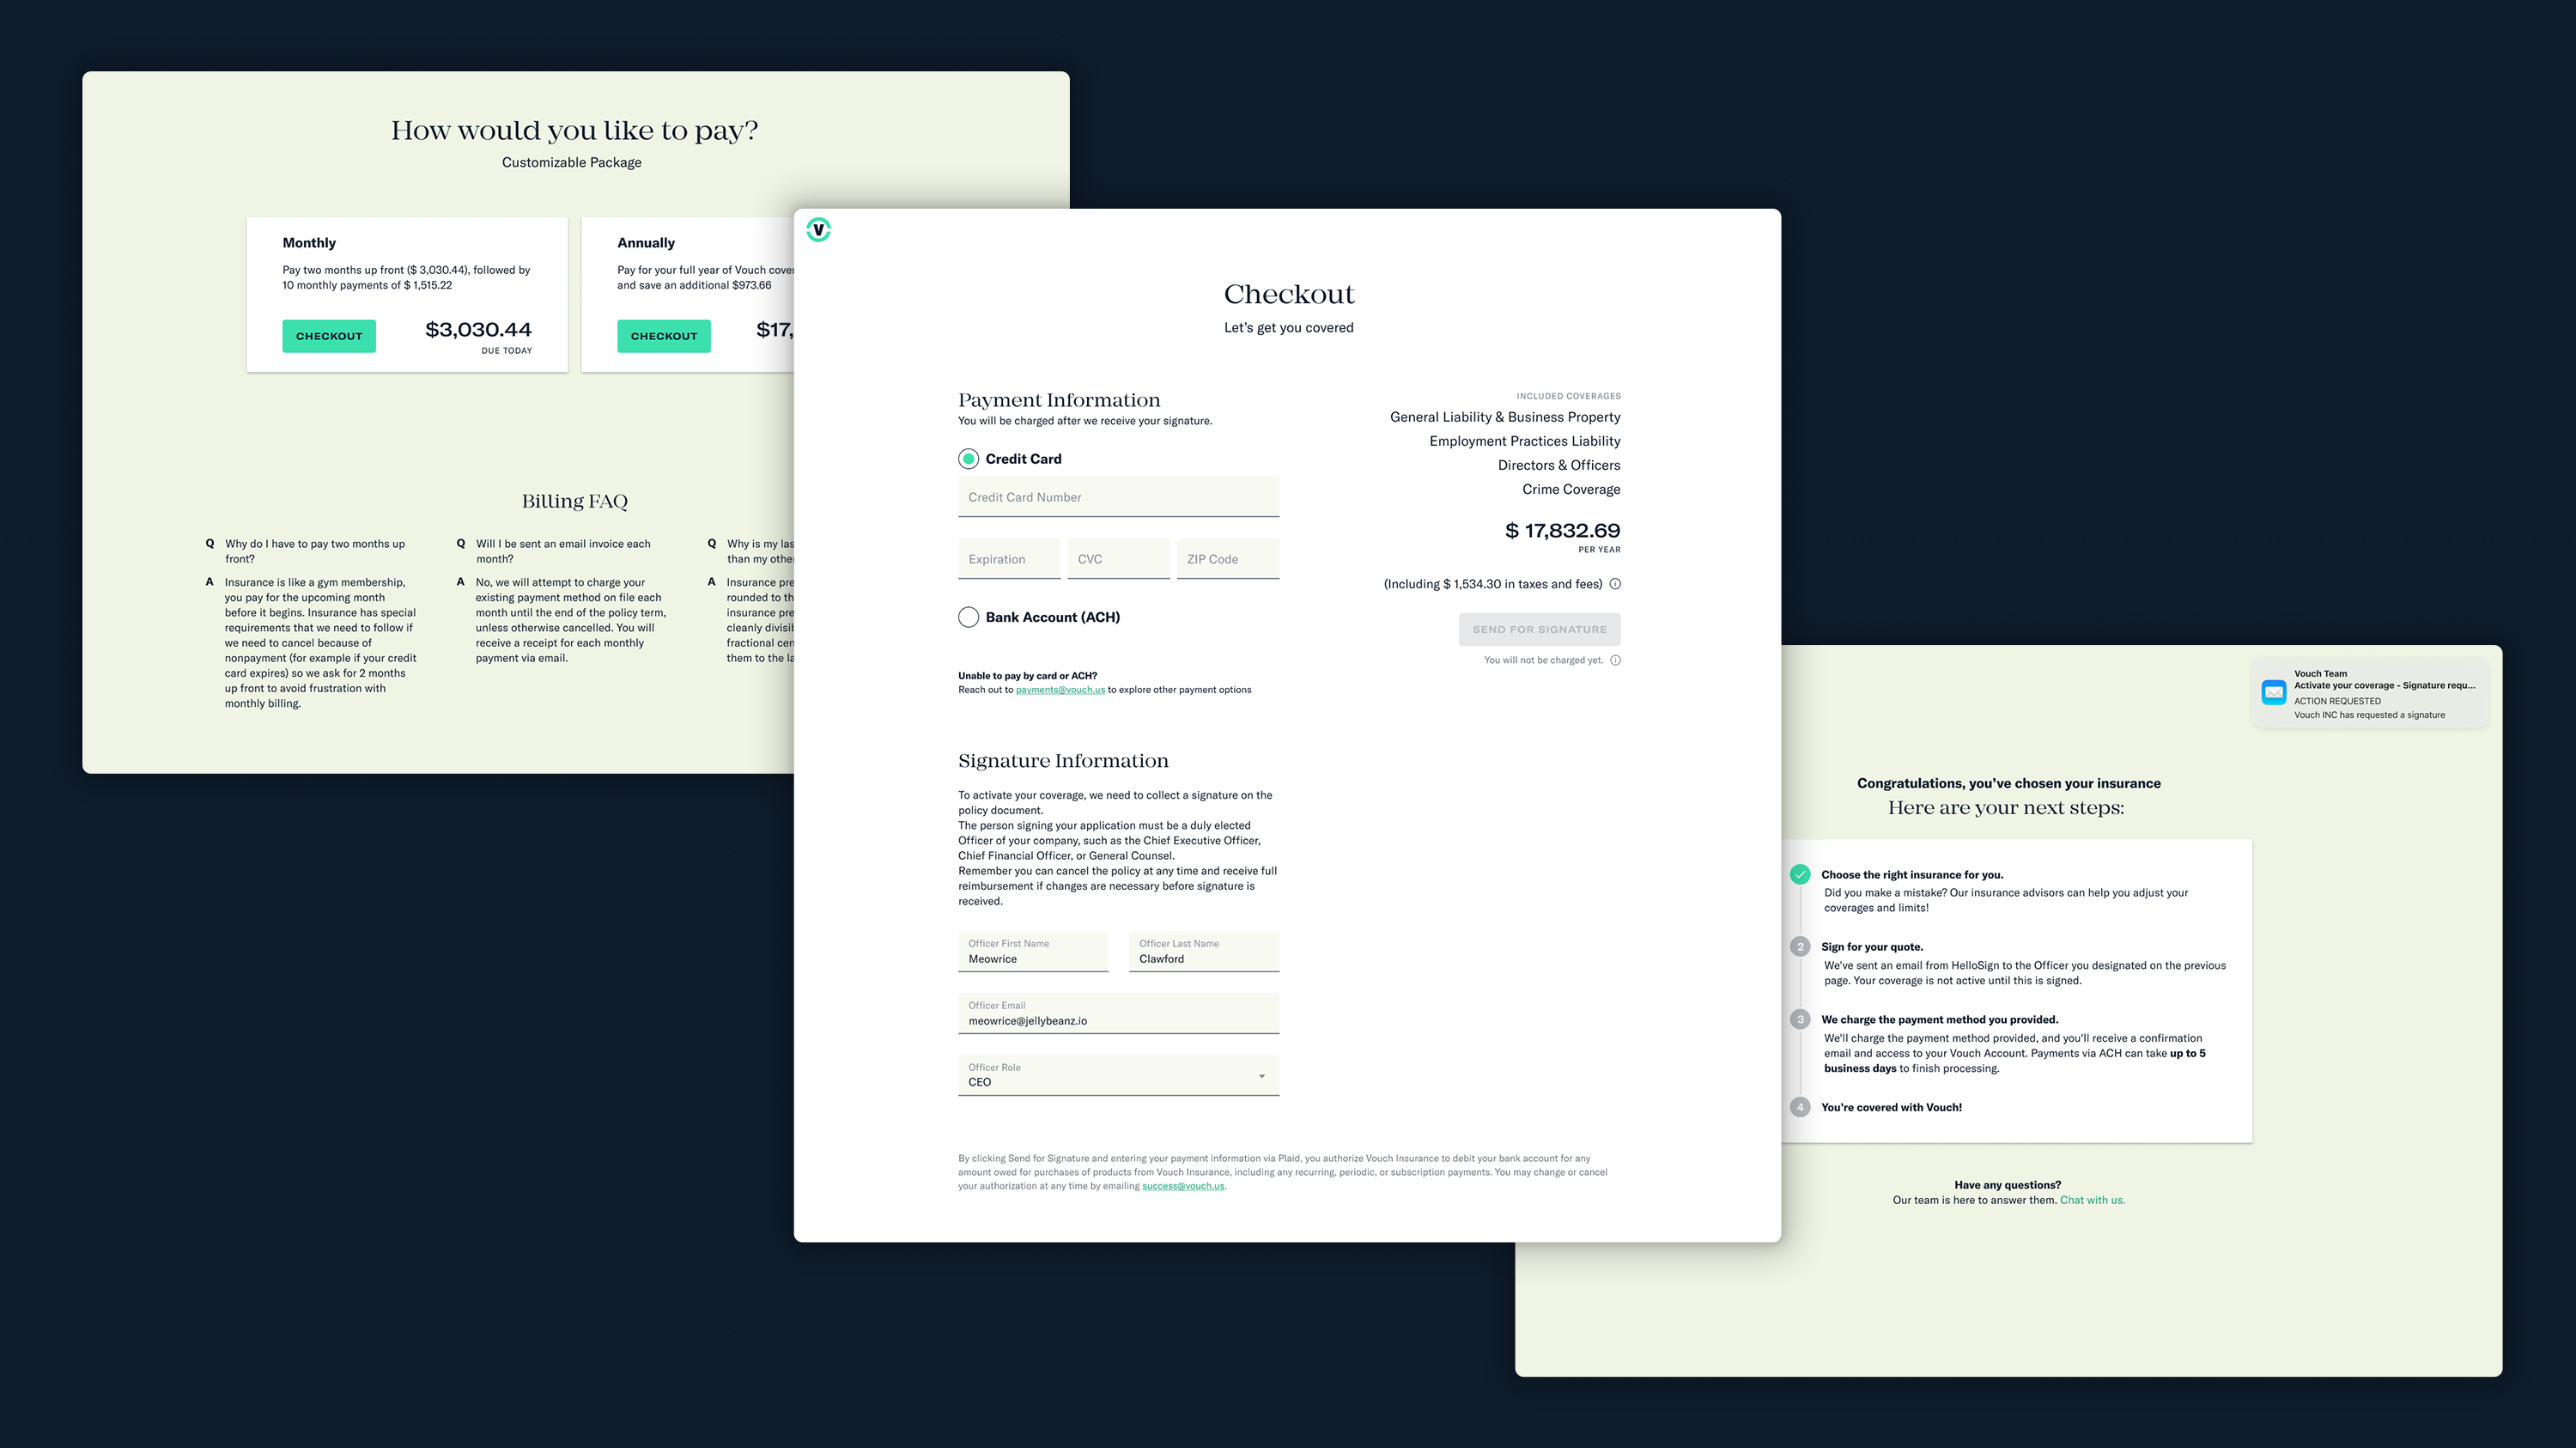 How would you like to pay?
Customizable Package
Monthly
Pay two months up front ($ 3,030.44), followed by
10 monthly payments of $ 1,515.22
CHECKOUT
$3,030.44
DUE TODAY
Annually
Pay for your full year of Vouch
and save an additional $973.66
CHECKOUT
$17,
Billing FAQ
Q Why do I have to pay two months up
front?
A Insurance is like a gym membership,
you pay for the upcoming month
before it begins. Insurance has special
requirements that we need to follow if
we need to cancel because of
nonpayment (for example if your credit
card expires) so we ask for 2 months
up front to avoid frustration with
monthly billing.
Q Will I be sent an email invoice each
month?
A No, we will attempt to charge your
existing payment method on file each
month until the end of the policy term,
unless otherwise cancelled. You will
receive a receipt for each monthly
payment via email.
Q Why is my
than my
A Insurance
rounded to
insurance
cleanly
fractional
them to the
V
Checkout
Let's get you covered
Payment Information
You will be charged after we receive your signature.
Credit Card
Credit Card Number
Expiration
CVC
ZIP Code
Bank Account (ACH)
Unable to pay by card or ACH?
Reach out to payments@vouch.us to explore other payment options
INCLUDED COVERAGES
General Liability & Business Property
Employment Practices Liability
Directors & Officers
Crime Coverage
$ 17,832.69
PER YEAR
(Including $ 1,534.30 in taxes and fees)
SEND FOR SIGNATURE
You will not be charged yet.
Signature Information
To activate your coverage, we need to collect a signature on the
policy document.
The person signing your application must be a duly elected
Officer of your company, such as the Chief Executive Officer,
Chief Financial Officer, or General Counsel.
Remember you can cancel the policy at any time and receive full
reimbursement if changes are necessary before signature is
received.
Officer First Name
Meowrice
Officer Last Name
Clawford
Officer Email
meowrice@jellybeanz.io
Officer Role
CEO
By clicking Send for Signature and entering your payment information via Plaid, you authorize Vouch Insurance to debit your bank account for any
amount owed for purchases of products from Vouch Insurance, including any recurring, periodic, or subscription payments. You may change or cancel
your authorization at any time by emailing success@vouch.us.
Vouch Team
Activate your coverage - Signature requ...
ACTION REQUESTED
Vouch INC has requested a signature
Congratulations, you've chosen your insurance
Here are your next steps:
Choose the right insurance for you.
Did you make a mistake? Our insurance advisors can help you adjust your
coverages and limits!
2 Sign for your quote.
We've sent an email from HelloSign to the Officer you designated on the previous
page. Your coverage is not active until this is signed.
3 We charge the payment method you provided.
We'll charge the payment method provided, and you'll receive a confirmation
email and access to your Vouch Account. Payments via ACH can take up to 5
business days to finish processing.
4 You're covered with Vouch!
Have any questions?
Our team is here to answer them. Chat with us.